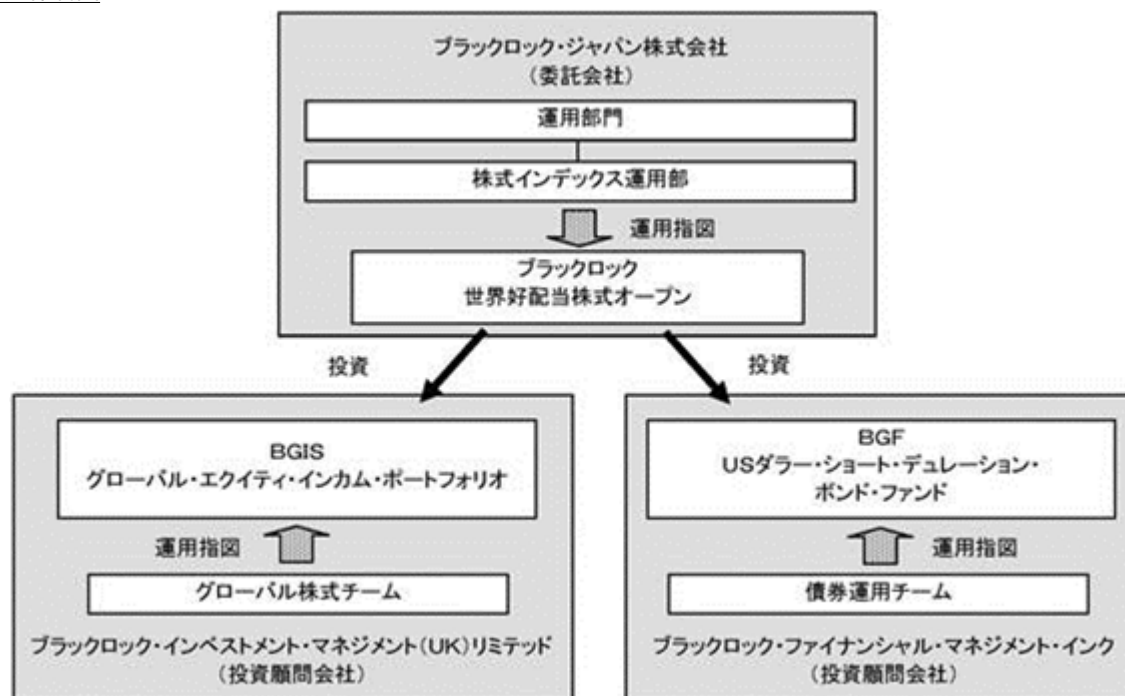 ブラックロック・ジャパン株式会社
(委託会社)
運用部門
株式インデックス運用部
運用指図
ブラックロック
世界好配当株式オープン
投資
投資
BGIS
グローバル・エクイティ・インカム・ポートフォリオ
運用指図
グローバル株式チーム
ブラックロック・インベストメント・マネジメント(UK)リミテッド
(投資顧問会社)
BGF
USダラー・ショート・デュレーション・
ボンド・ファンド
運用指図
債券運用チーム
ブラックロック・ファイナンシャル・マネジメント・インク
(投資顧問会社)